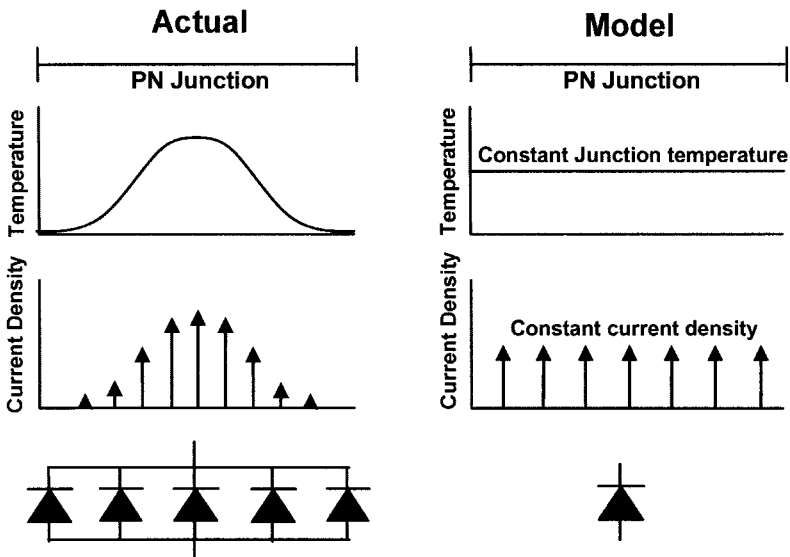 Actual
PN Junction
Temperature
Current Density
Model
PN Junction
Temperature
Constant Junction temperature
Current Density
Constant current density